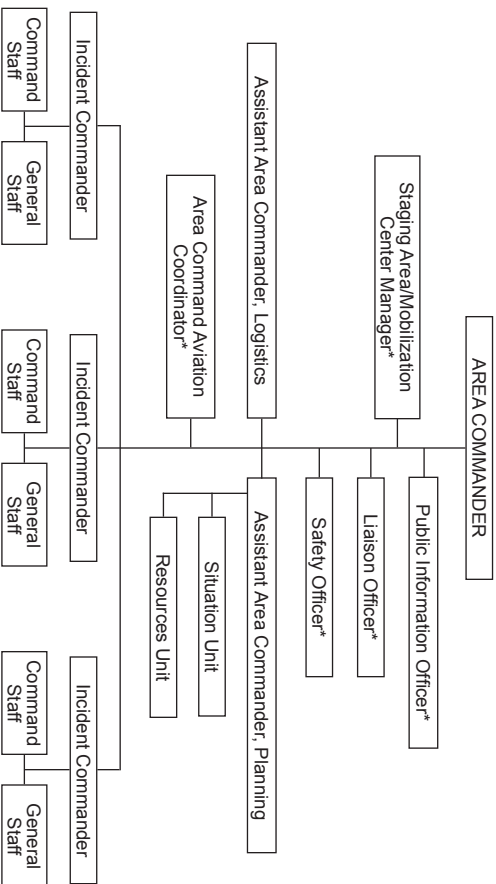 AREA COMMANDER
Public Information Officer*
Staging Area/Mobilization
Center Manager*
Liaison Officer*
Safety Officer*
Assistant Area Commander, Logistics
Assistant Area Commander, Planning
Area Command Aviation
Coordinator*
Situation Unit
Resources Unit
Incident Commander
Incident Commander
Incident Commander
Command
Staff
General
Staff
Command
Staff
General
Staff
Command
Staff
General
Staff